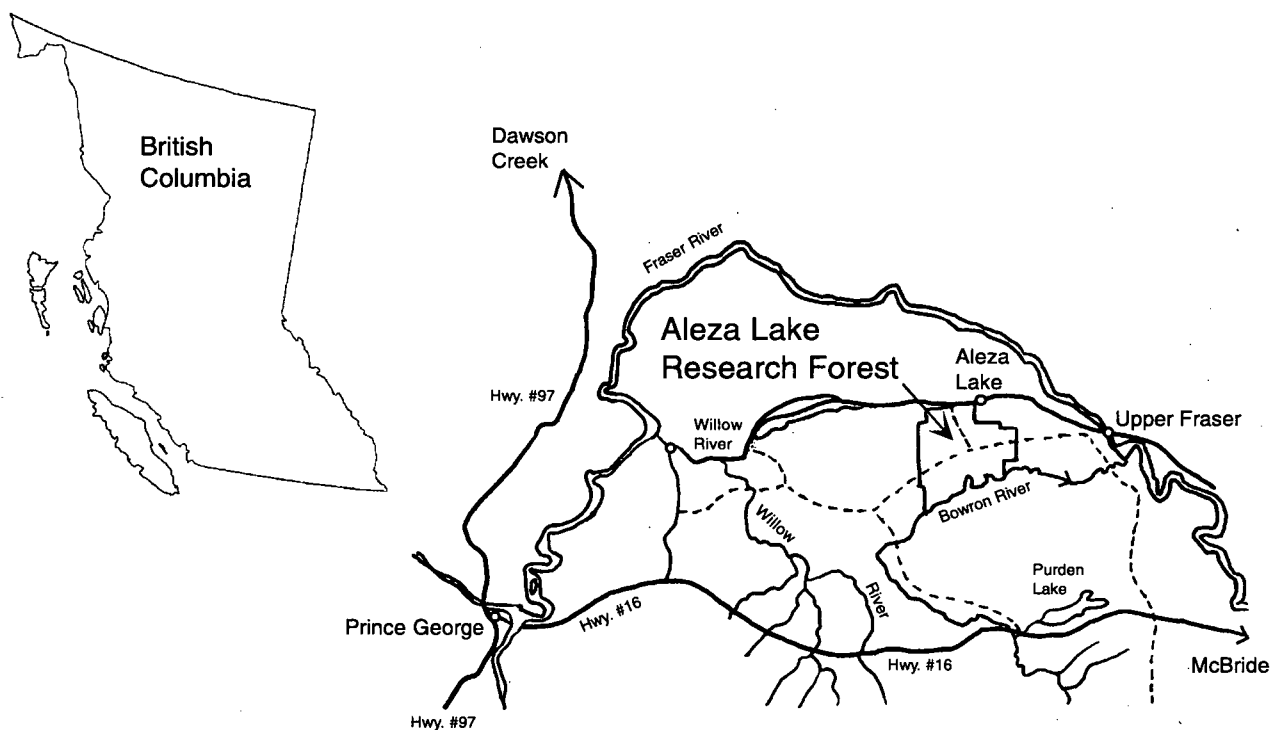 British
Columbia
Dawson
Creek
Fraser River
Aleza Lake
Research Forest
Aleza
Lake
Hwy. #97
Willow
River
Upper Fraser
Bowron River
Willow
River
Purden
Lake
Prince George
Hwy. #16
Hwy. #16
McBride
Hwy. #97